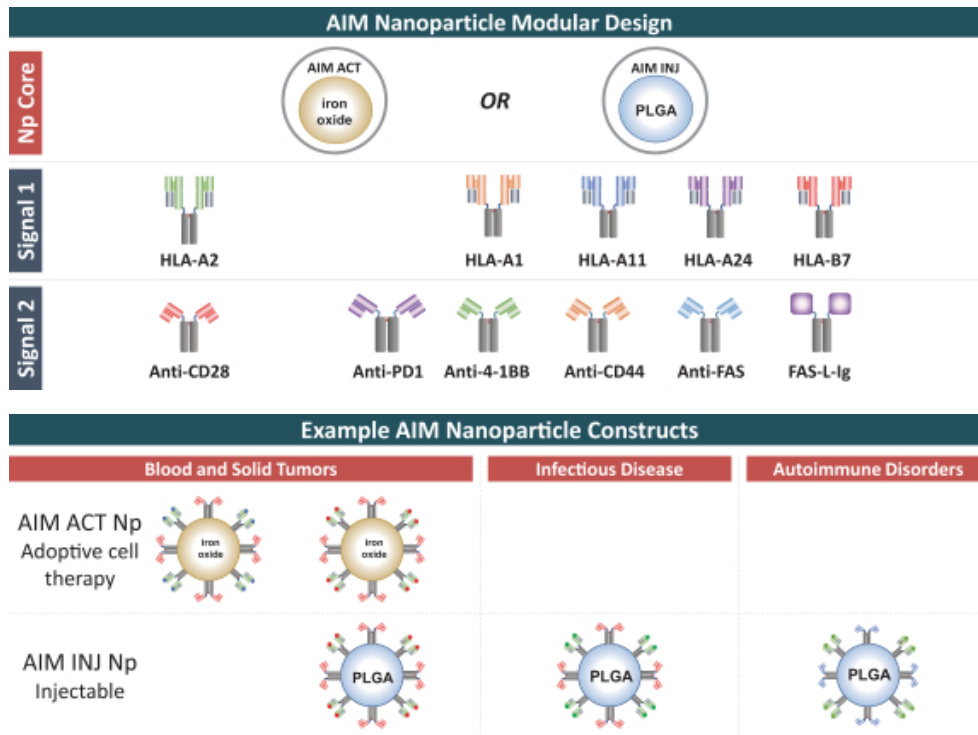 AIM Nanoparticle Modular Design
Np Core
AIM ACT
iron
oxide
OR
AIM INJ
PLGA
Signal 1
HLA-A2
HLA-A1
HLA-A11
HLA-A24
HLA-B7
Signal 2
Anti-CD28
Anti-PD1
Anti-4-1BB
Anti-CD44
Anti-FAS
FAS-L-Ig
Example AIM Nanoparticle Constructs
Blood and Solid Tumors
Infectious Disease
Autoimmune Disorders
AIM ACT Np
Adoptive cell
therapy
iron
oxide
iron
oxide
AIM INJ Np
Injectable
PLGA
PLGA
PLGA